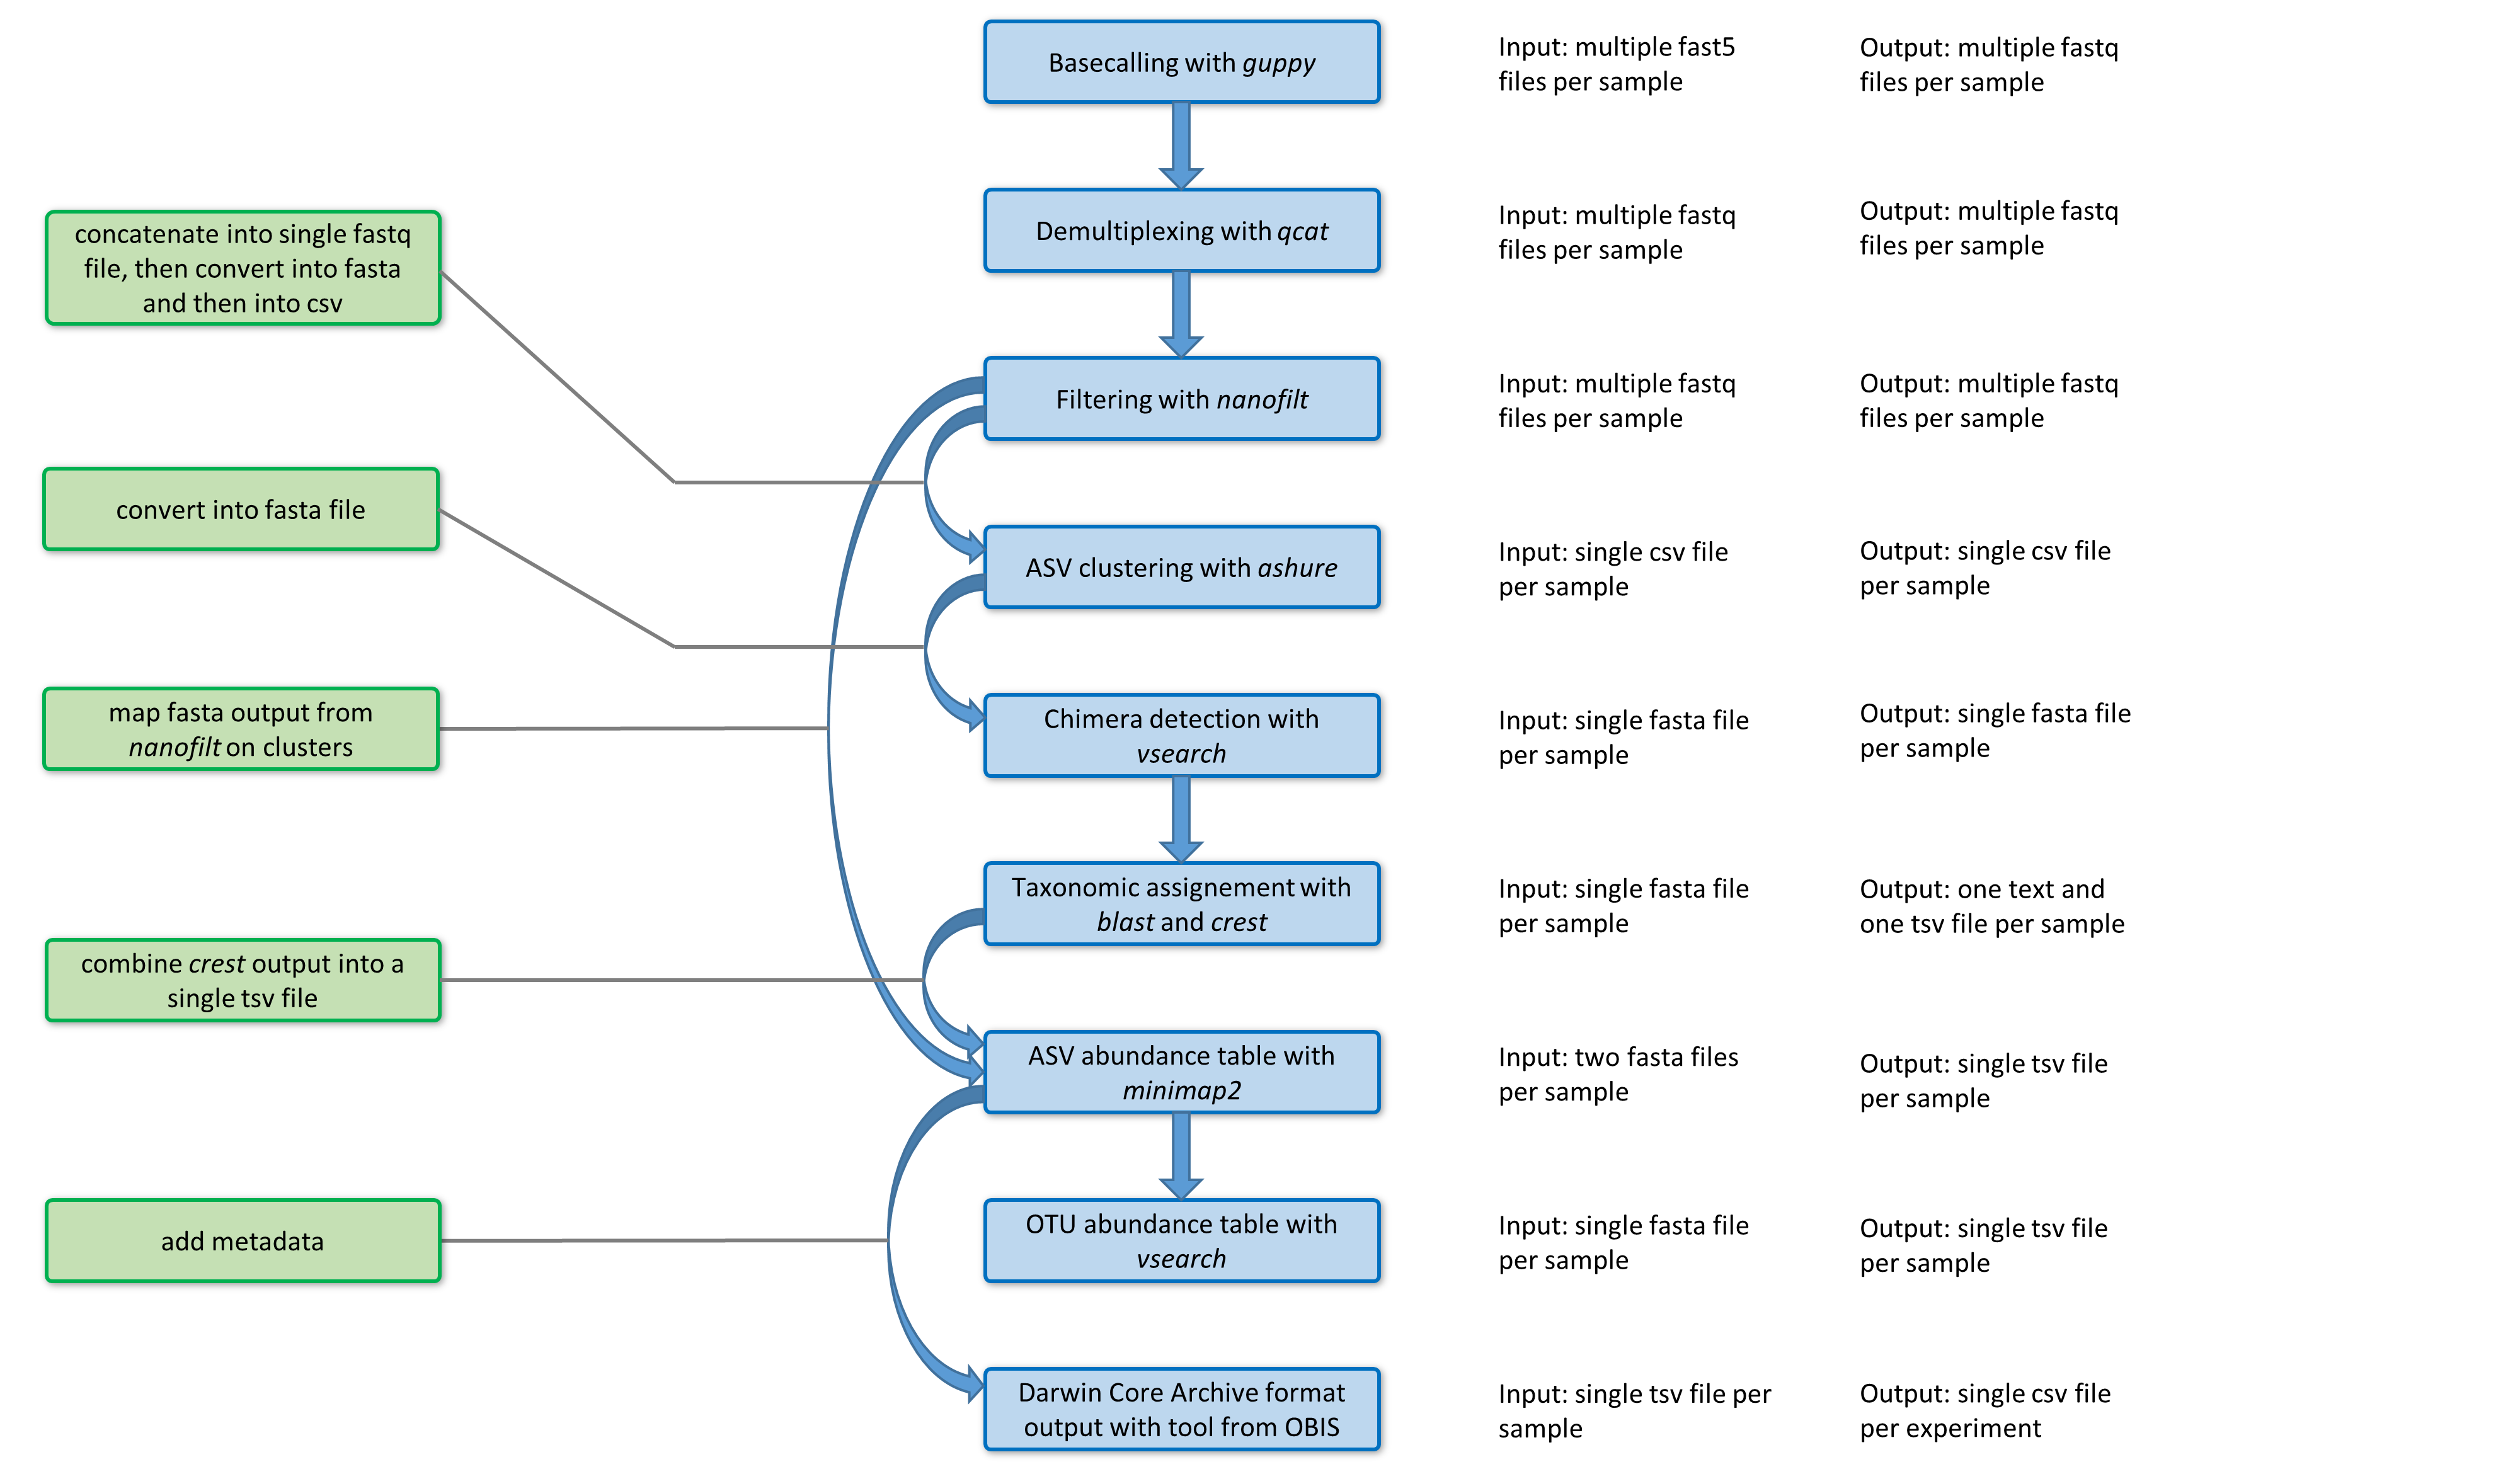 Basecalling with guppy
Input: multiple fast5
files per sample
Output: multiple fastq
files per sample
concatenate into single fastq
file, then convert into fasta
and then into csv
Demultiplexing with qcat
Input: multiple fastq
files per sample
Output: multiple fastq
files per sample
Filtering with nanofilt
Input: multiple fastq
files per sample
Output: multiple fastq
files per sample
convert into fasta file
ASV clustering with ashure
Input: single csv file
per sample
Output: single csv file
per sample
map fasta output from
nanofilt on clusters
Chimera detection with
vsearch
Input: single fasta file
per sample
Output: single fasta file
per sample
Taxonomic assignement with
blast and crest
Input: single fasta file
per sample
Output: one text and
one tsv file per sample
combine crest output into a
single tsv file
ASV abundance table with
minimap2
Input: two fasta files
per sample
Output: single tsv file
per sample
add metadata
OTU abundance table with
vsearch
Input: single fasta file
per sample
Output: single tsv file
per sample
Darwin Core Archive format
output with tool from OBIS
Input: single tsv file per
sample
Output: single csv file
per experiment